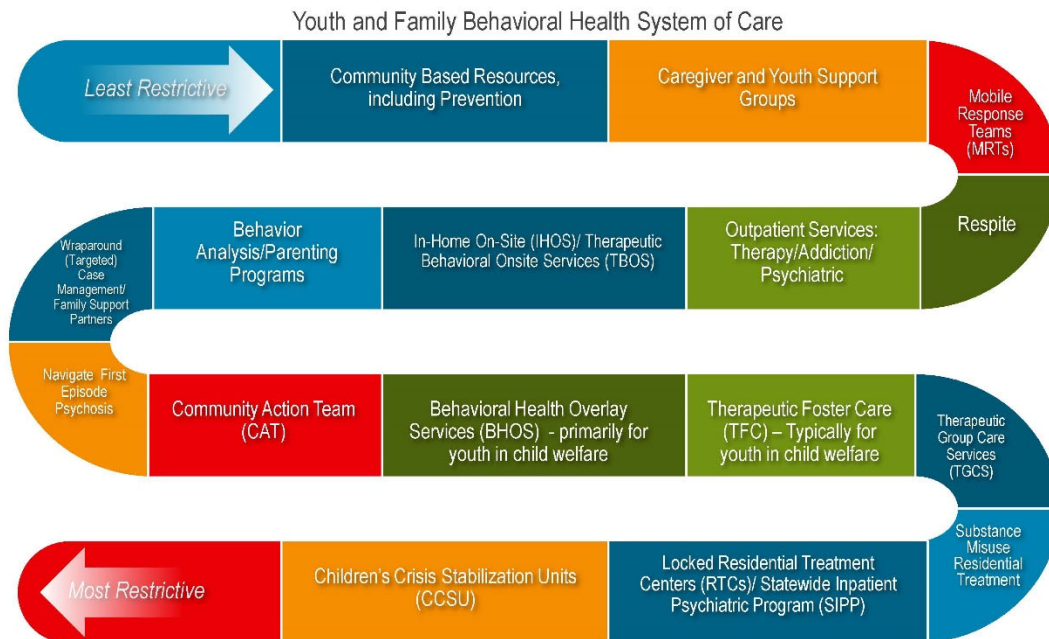 Youth and Family Behavioral Health System of Care
Least Restrictive
Community Based Resources,
including Prevention
Caregiver and Youth Support
Groups
Mobile
Response
Teams
(MRTs)
Respite
Outpatient Services:
Therapy/Addiction/
Psychiatric
In-Home On-Site (IHOS)/ Therapeutic
Behavioral Onsite Services (TBOS)
Behavior
Analysis/Parenting
Programs
Wraparound
(Targeted)
Case
Management/
Family Support
Partners
Navigate First
Episode
Psychosis
Community Action Team
(CAT)
Behavioral Health Overlay
Services (BHOS) - primarily for
youth in child welfare
Therapeutic Foster Care
(TFC) – Typically for
youth in child welfare
Therapeutic
Group Care
Services
(TGCS)
Substance
Misuse
Residential
Treatment
Locked Residential Treatment
Centers (RTCs)/ Statewide Inpatient
Psychiatric Program (SIPP)
Children's Crisis Stabilization Units
(CCSU)
Most Restrictive